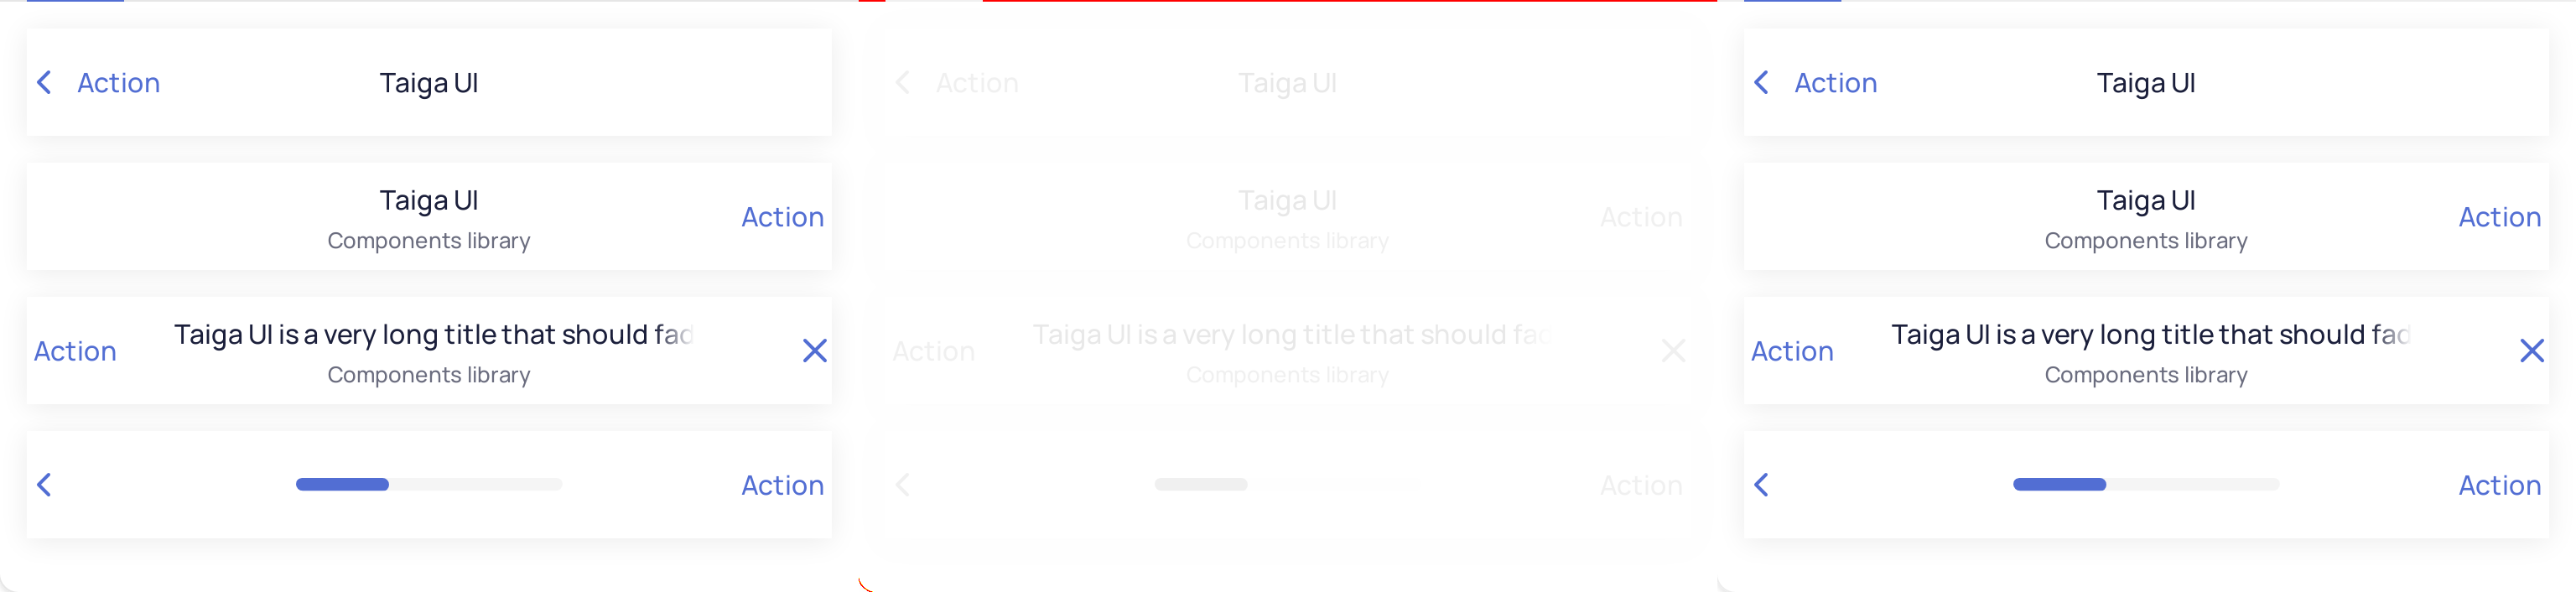 Action Taiga UI
Taiga UI
Action
Components library
Taiga UI is a very long title that should fad
Action
Components library
Action
Action Taiga UI
Taiga UI
Action
Components library
Taiga UI is a very long title that should fad
Action
Components library
Action
Action Taiga UI
Taiga UI
Action
Components library
Taiga UI is a very long title that should fad
Action
Components library
Action